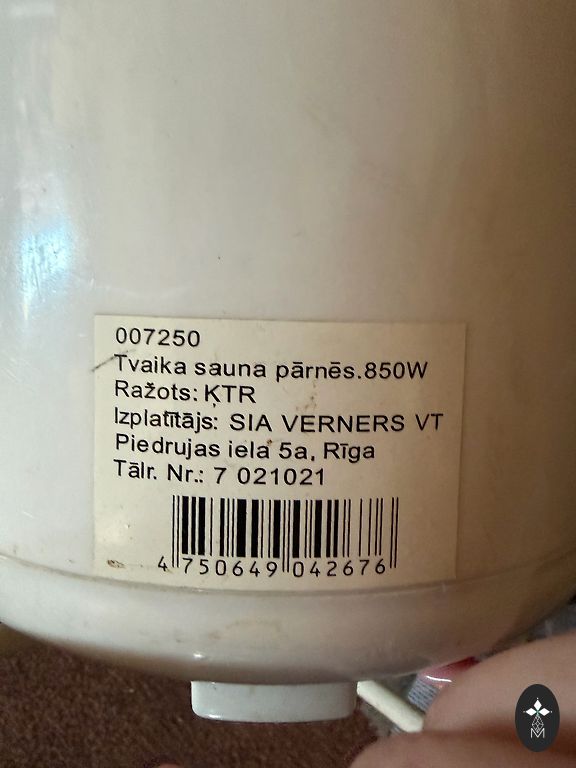 007250
Tvaika sauna pārnēs.850W
Ražots: ĶTR
Izplatītājs: SIA VERNERS VT
Piedrujas iela 5a, Rīga
Tālr. Nr.: 7 021021
4 750649 042676
M